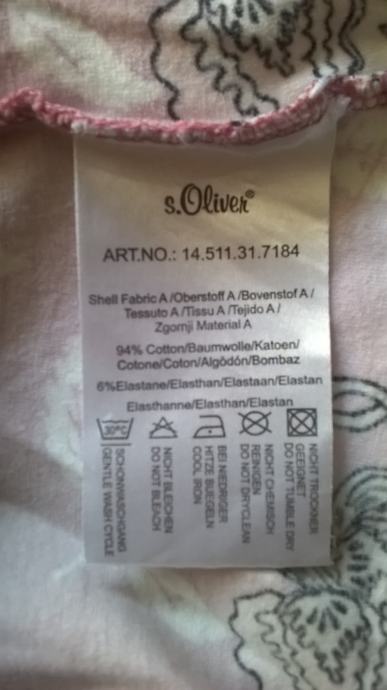 s.Oliver®
ART.NO.: 14.511.31.7184
Shell Fabric A /Oberstoff A /Bovenstof A /
Tessuto A /Tissu A /Tejido A /
Zgornji Material A
94% Cotton/Baumwolle/Katoen/
Cotone/Coton/Algódón/Bombaz
6%Elastane/Elasthan/Elastaan/Elastan
Elasthanne/Elasthan/Elastan
30°C
SCHONWASCHGANG
GENTLE WASH CYCLE
NICHT BLEICHEN
DO NOT BLEACH
BEI NIEDRIGER
HITZE BUEGELN
COOL IRON
NICHT CHEMISCH
REINIGEN
DO NOT DRYCLEAN
NICHT TROCKNER
GEEIGNET
DO NOT TUMBLE DRY